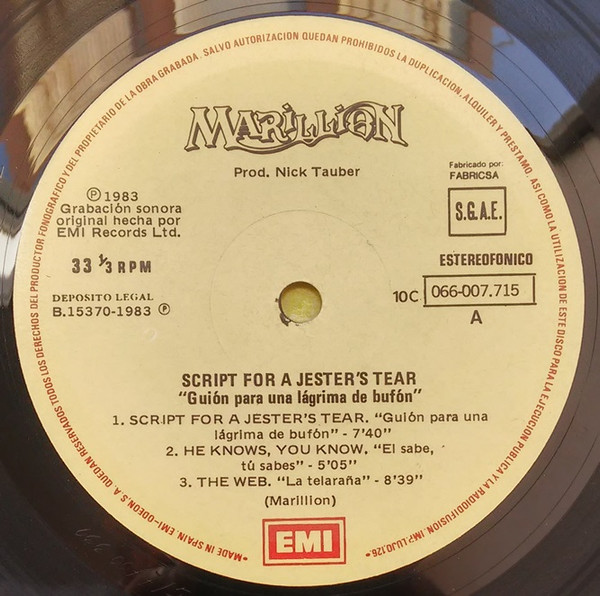 SALVO AUTORIZACION QUEDAN PROHIBIDOS LA DUPLICACION, ALQUILER Y PRESTAMO, ASI COMO LA UTILIZACION DE ESTE DISCO PARA LA EJECUCION PUBLICA Y LA RADIODIFUSION. IMP. LUJO, 126 -
MARiLLiON
Prod. Nick Tauber
Ⓟ 1983
Grabación sonora
original hecha por
EMI Records Ltd.
33 1/3 RPM
DEPOSITO LEGAL
B.15370-1983 Ⓟ
Fabricado por:
FABRICSA
S.G.A.E.
ESTEREOFONICO
10C 066-007.715
A
SCRIPT FOR A JESTER'S TEAR
"Guión para una lágrima de bufón"
1. SCRIPT FOR A JESTER'S TEAR. "Guión para una
lágrima de bufón" - 7'40"
2. HE KNOWS, YOU KNOW. "El sabe,
tú sabes" - 5'05"
3. THE WEB. "La telaraña" - 8'39"
(Marillion)
EMI
- MADE IN SPAIN. EMI-ODEON, S. A. QUEDAN RESERVADOS TODOS LOS DERECHOS DEL PRODUCTOR FONOGRAFICO Y DEL PROPIETARIO DE LA OBRA GRABADA.